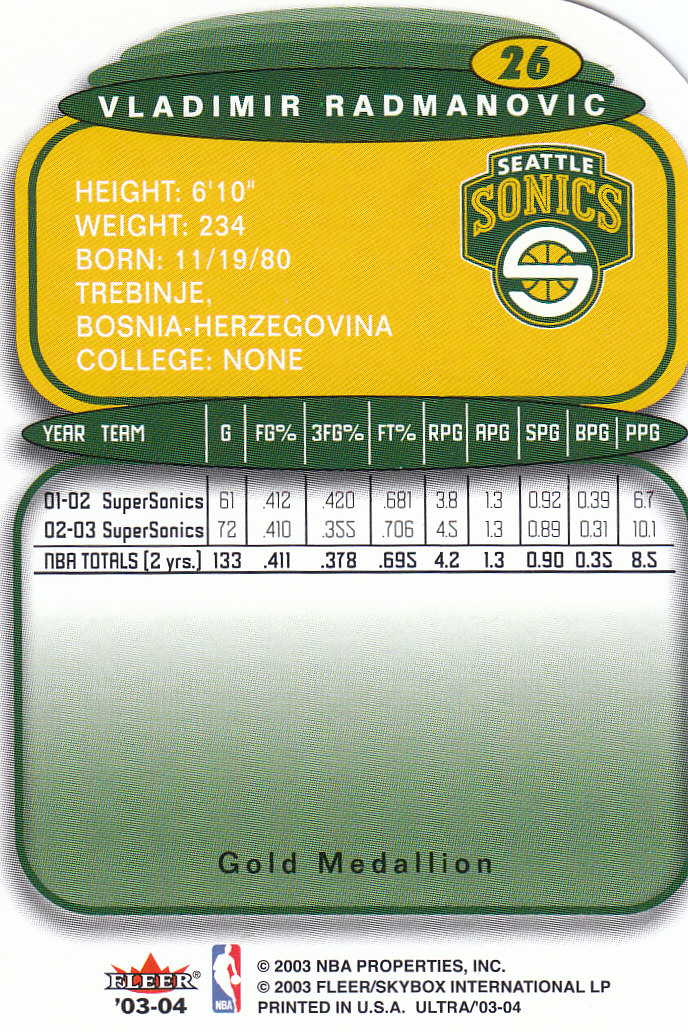 26
VLADIMIR RADMANOVIC
SEATTLE
SONICS
S
HEIGHT: 6'10"
WEIGHT: 234
BORN: 11/19/80
TREBINJE,
BOSNIA-HERZEGOVINA
COLLEGE: NONE
YEAR TEAM G FG% 3FG% FT% RPG APG SPG BPG PPG
01-02 SuperSonics 61 .412 .420 .681 3.8 1.3 0.92 0.39 6.7
02-03 SuperSonics 72 .410 .355 .706 4.5 1.3 0.89 0.31 10.1
NBA TOTALS (2 yrs.) 133 .411 .378 .695 4.2 1.3 0.90 0.35 8.5
Gold Medallion
FLEER®
'03-04
NBA
© 2003 NBA PROPERTIES, INC.
© 2003 FLEER/SKYBOX INTERNATIONAL LP
PRINTED IN U.S.A. ULTRA/'03-04